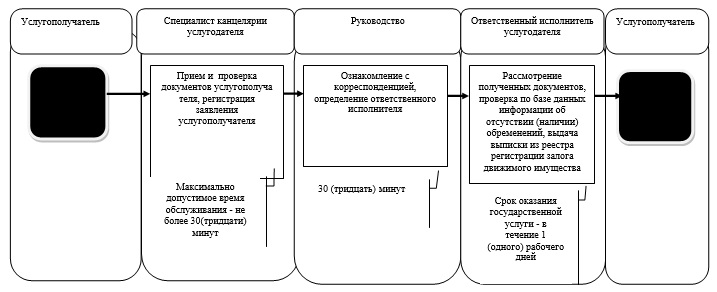 Услугополучатель
Специалист канцелярии
услугодателя
Руководство
Ответственный исполнитель
услугодателя
Услугополучатель
Прием и проверка
документов услугополуча
теля, регистрация
заявления
услугополучателя
Ознакомление с
корреспонденцией,
определение ответственного
исполнителя
Рассмотрение
полученных документов,
проверка по базе данных
информации об
отсутствии (наличии)
обременений, выдача
выписки из реестра
регистрации залога
движимого имущества
Максимально
допустимое время
обслуживания - не
более 30(тридцати)
минут
30 (тридцать) минут
Срок оказания
государственной
услуги - в
течение 1
(одного) рабочего
дней